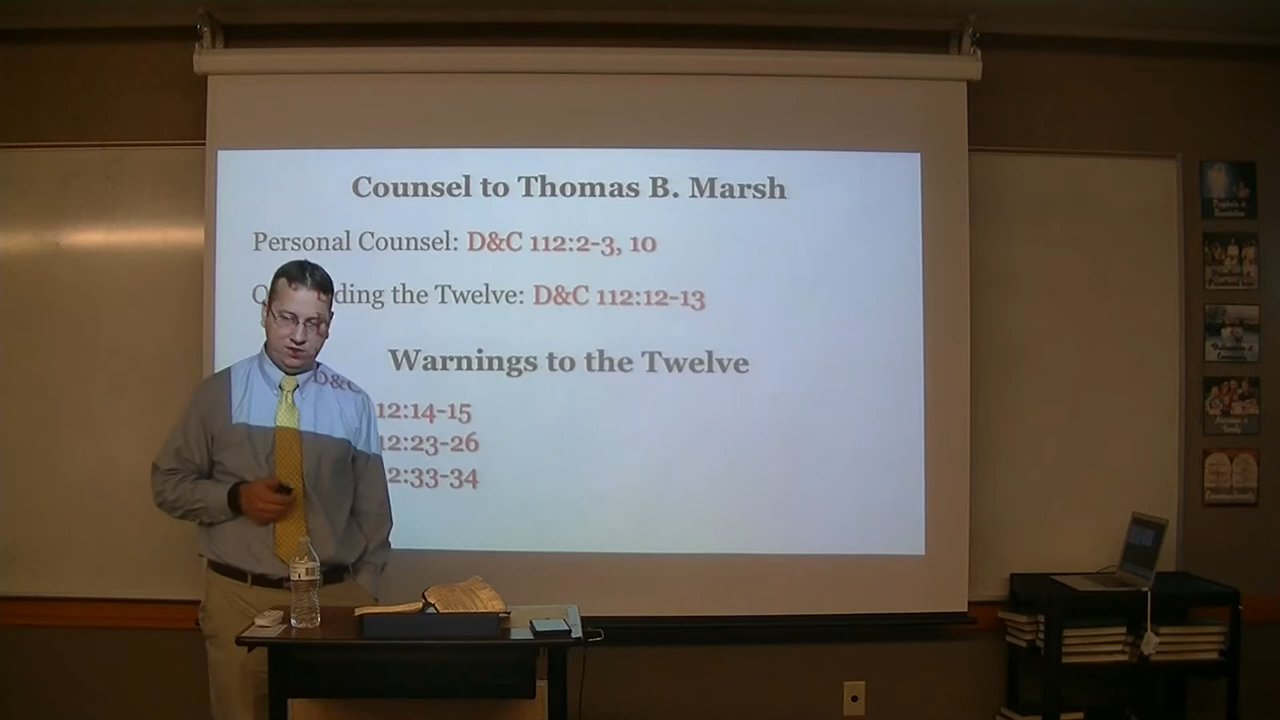 Counsel to Thomas B. Marsh
Personal Counsel: D&C 112:2-3, 10
ding the Twelve: D&C 112:12-13
Warnings to the Twelve
D&C 12:14-15
12:23-26
2:33-34